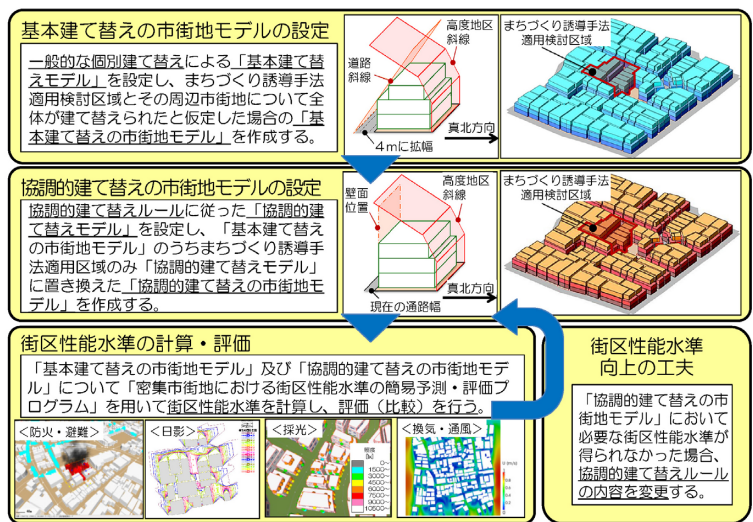 基本建て替えの市街地モデルの設定
一般的な個別建て替えによる「基本建て替
えモデル」を設定し、まちづくり誘導手法
適用検討区域とその周辺市街地について全
体が建て替えられたと仮定した場合の「基
本建て替えの市街地モデル」を作成する。
高度地区
斜線
道路
斜線
4mに拡幅
真北方向
まちづくり誘導手法
適用検討区域
協調的建て替えの市街地モデルの設定
協調的建て替えルールに従った「協調的建
て替えモデル」を設定し、「基本建て替え
の市街地モデル」のうちまちづくり誘導手
法適用区域のみ「協調的建て替えモデル」
に置き換えた「協調的建て替えの市街地モ
デル」を作成する。
壁面
位置
高度地区
斜線
現在の通路幅
真北方向
まちづくり誘導手法
適用検討区域
街区性能水準の計算・評価
「基本建て替えの市街地モデル」及び「協調的建て替えの市街地モデ
ル」について「密集市街地における街区性能水準の簡易予測・評価プ
ログラム」を用いて街区性能水準を計算し、評価（比較）を行う。
＜防火・避難＞
＜日影＞
＜採光＞
＜換気・通風＞
照度
[lx]
0～
1500～
3000～
4500～
6000～
7500～
9000～
10500～
街区性能水準
向上の工夫
「協調的建て替えの市
街地モデル」において
必要な街区性能水準が
得られなかった場合、
協調的建て替えルール
の内容を変更する。